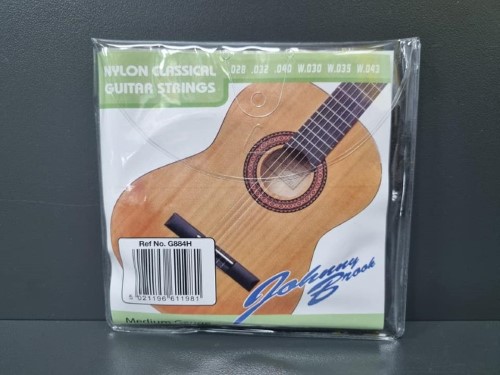 NYLON CLASSICAL
GUITAR STRINGS
.028 .032 .040 W.030 W.035 W.043
Ref No. G884H
5 021196 611981
Johnny
Brook
Medium